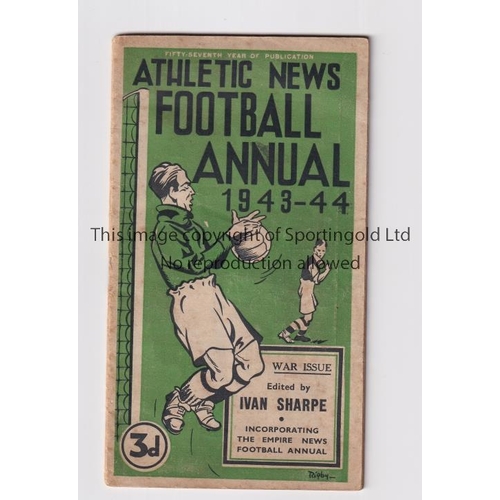 FIFTY-SEVENTH YEAR OF PUBLICATION
ATHLETIC NEWS
FOOTBALL
ANNUAL
1943-44
This image copyright of Sportingold Ltd
No reproduction allowed
WAR ISSUE
Edited by
IVAN SHARPE
•
INCORPORATING
THE EMPIRE NEWS
FOOTBALL ANNUAL
3d